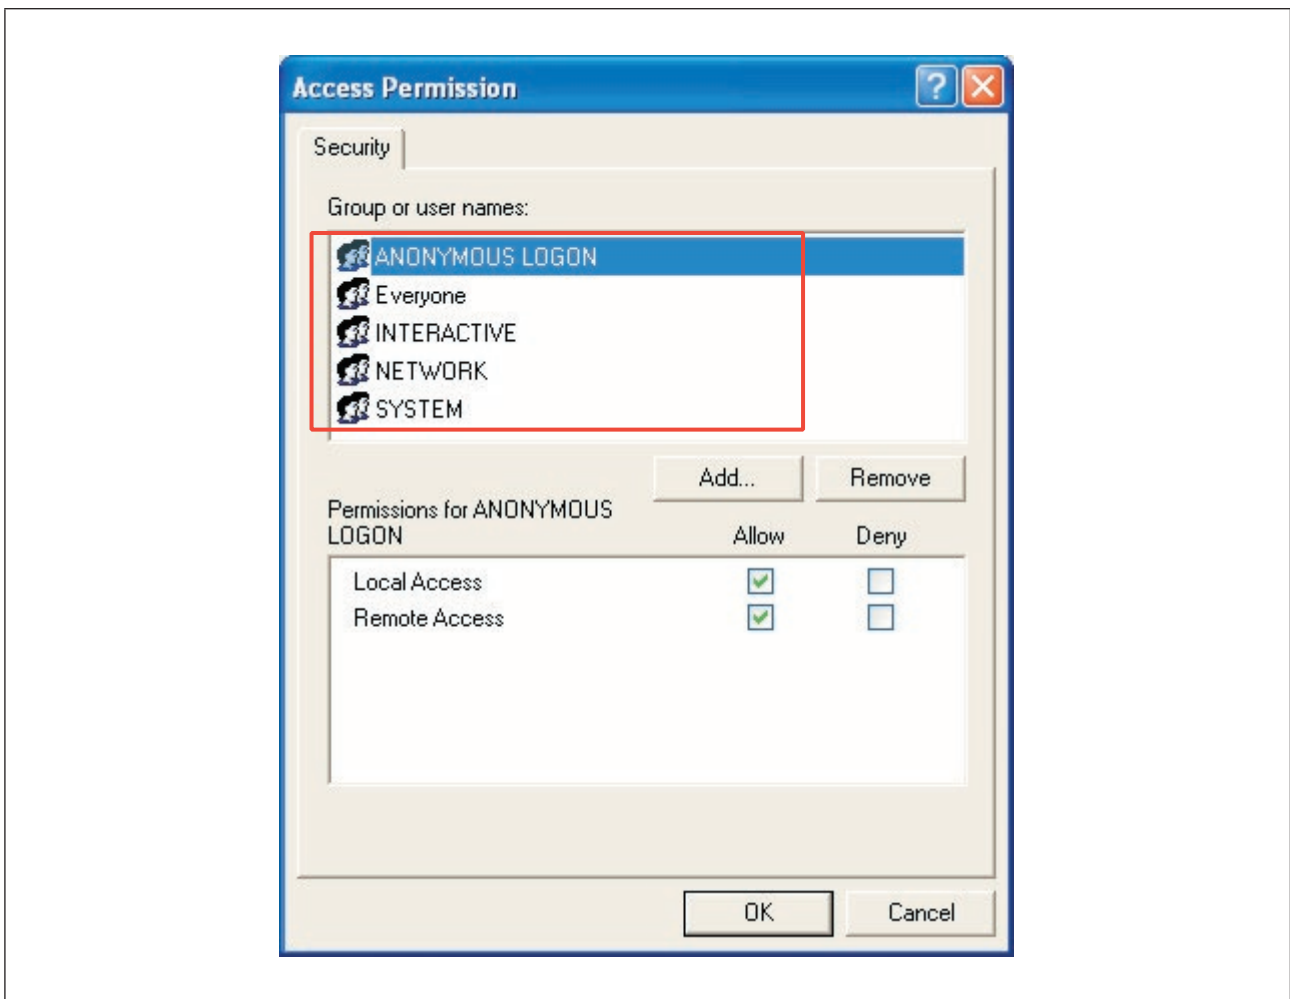 Access Permission
Security
Group or user names:
ANONYMOUS LOGON
Everyone
INTERACTIVE
NETWORK
SYSTEM
Add... Remove
Permissions for ANONYMOUS
LOGON Allow Deny
Local Access
Remote Access
OK Cancel